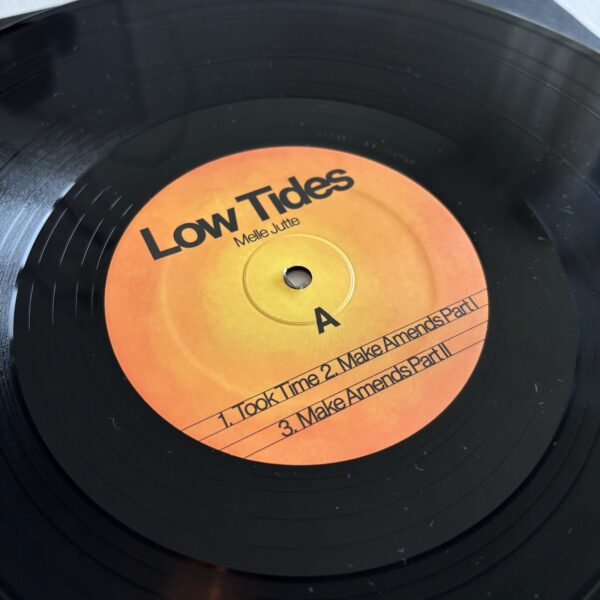 Low Tides
Melle Jutte
A
1. Took Time 2. Make Amends Part I
3. Make Amends Part II